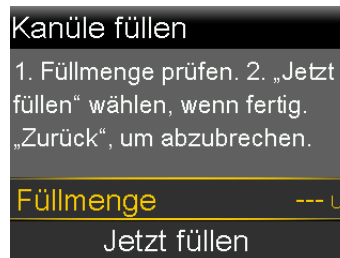 Kanüle füllen
1. Füllmenge prüfen. 2. „Jetzt
füllen“ wählen, wenn fertig.
„Zurück“, um abzubrechen.
Füllmenge --- U
Jetzt füllen